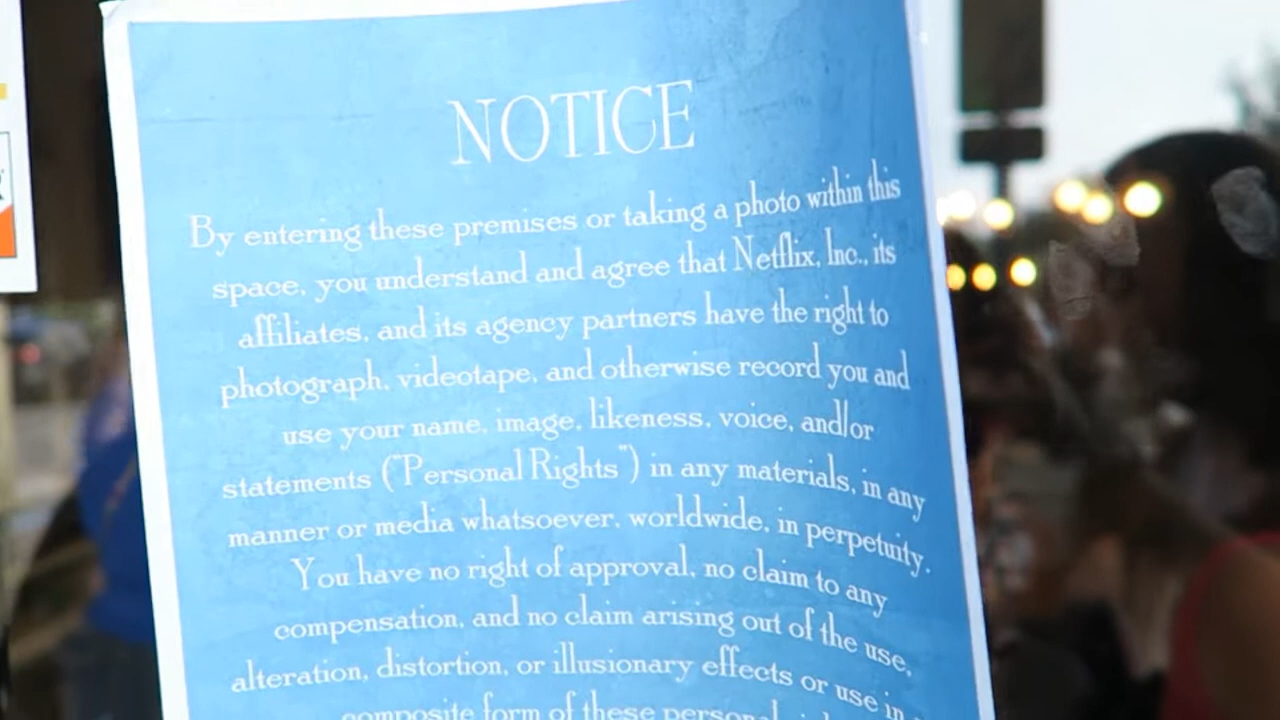 NOTICE
By entering these premises or taking a photo within this
space, you understand and agree that Netflix, Inc., its
affiliates, and its agency partners have the right to
photograph, videotape, and otherwise record you and
use your name, image, likeness, voice, and/or
statements ("Personal Rights") in any materials, in any
manner or media whatsoever, worldwide, in perpetuity.
You have no right of approval, no claim to any
compensation, and no claim arising out of the use,
alteration, distortion, or illusionary effects or use in
composite form of these personal